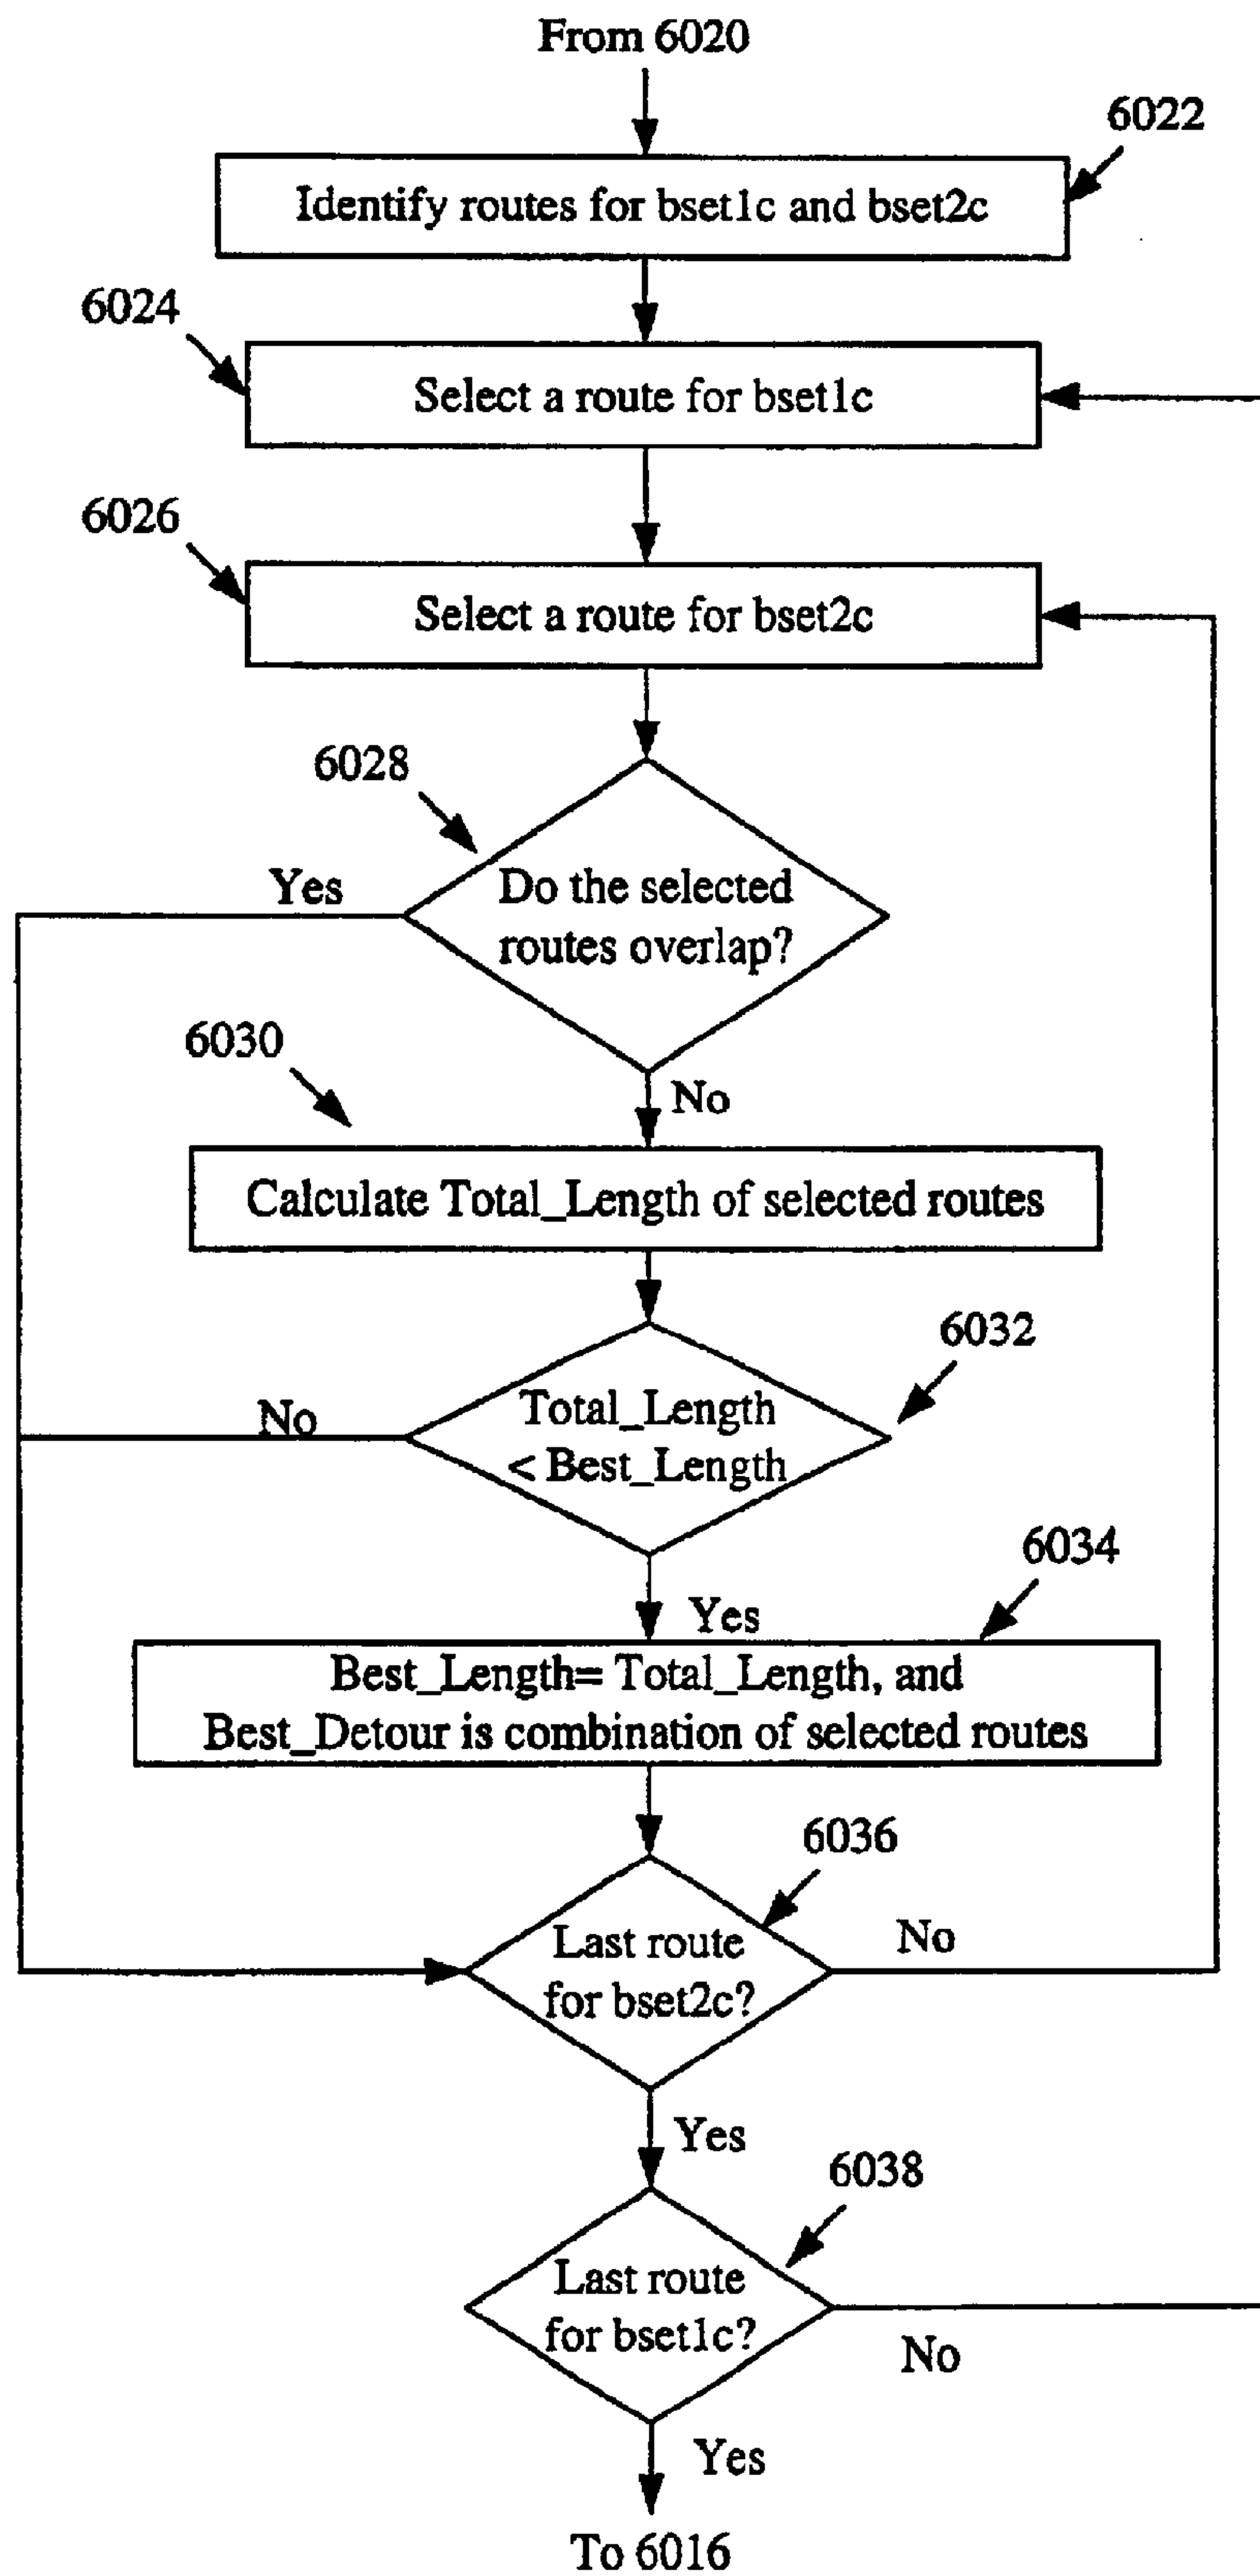 From 6020
6022
Identify routes for bset1c and bset2c
6024
Select a route for bset1c
6026
Select a route for bset2c
6028
Yes
Do the selected
routes overlap?
6030
No
Calculate Total_Length of selected routes
6032
No
Total_Length
< Best_Length
6034
Yes
Best_Length= Total_Length, and
Best_Detour is combination of selected routes
6036
Last route
for bset2c?
No
Yes
6038
Last route
for bset1c?
No
Yes
To 6016